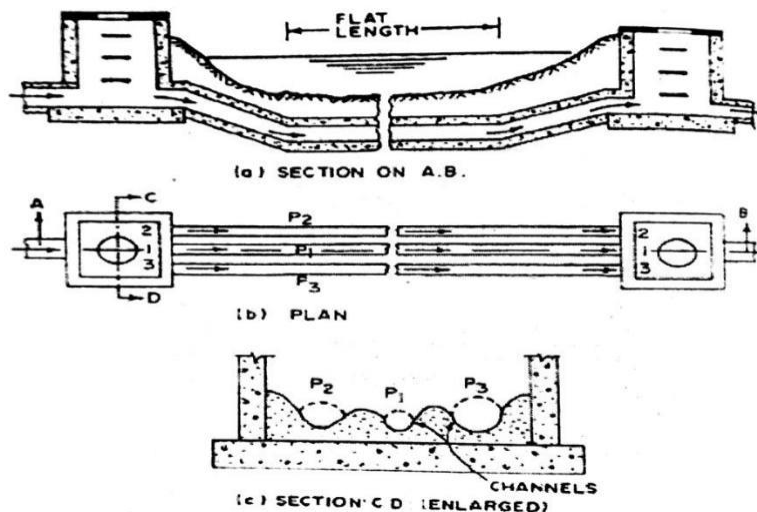 FLAT
LENGTH
(a) SECTION ON A.B.
A
C
B
P2
2
2
1
P1
1
3
3
P3
D
(b) PLAN
P2
P1
P3
CHANNELS
(c) SECTION C D (ENLARGED)